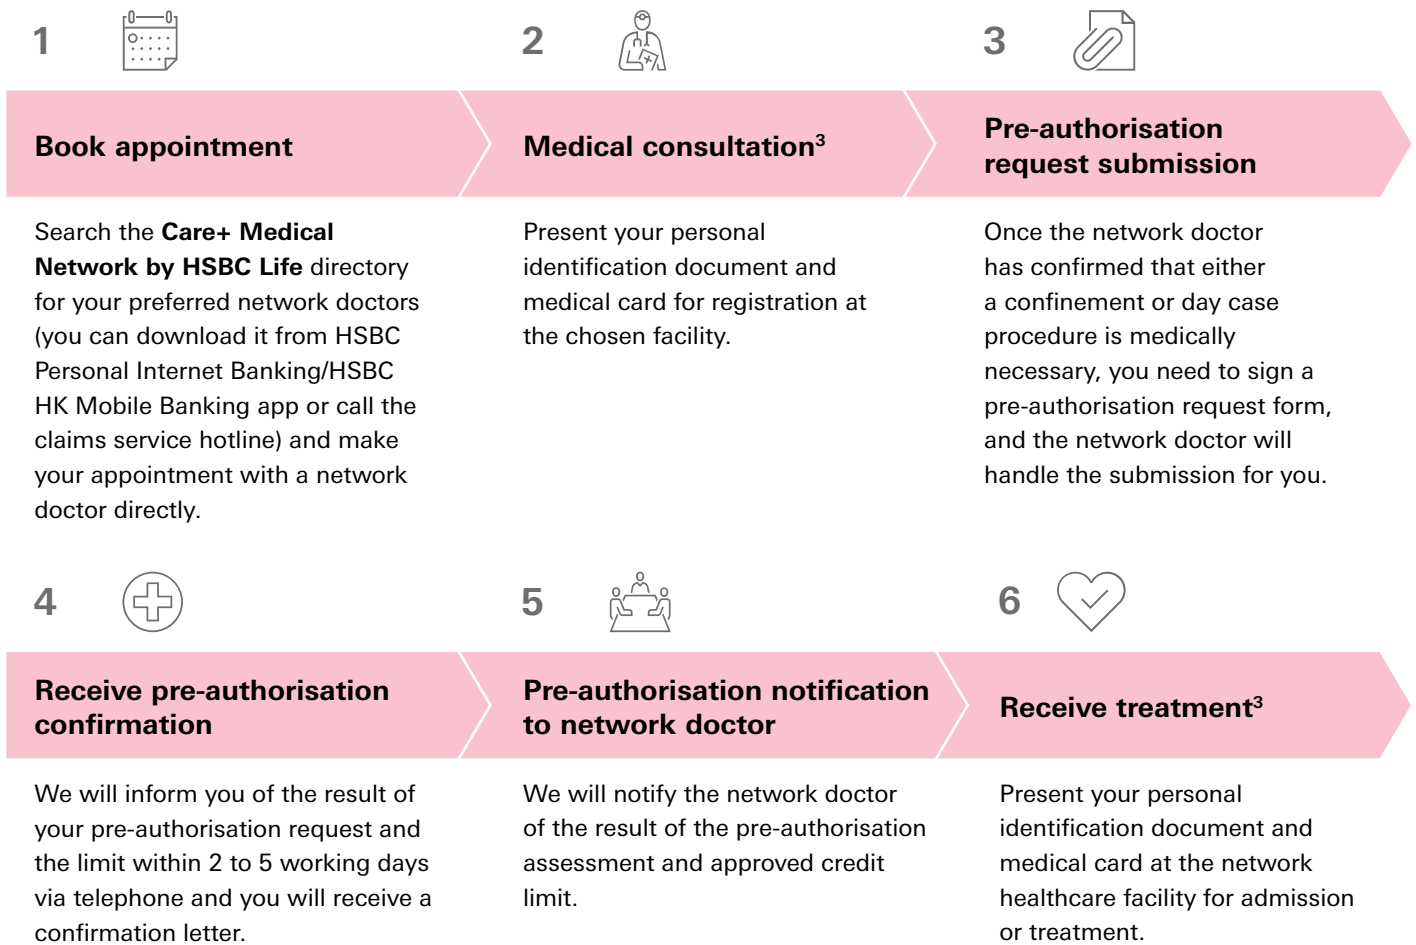 1
Book appointment
Search the Care+ Medical
Network by HSBC Life directory
for your preferred network doctors
(you can download it from HSBC
Personal Internet Banking/HSBC
HK Mobile Banking app or call the
claims service hotline) and make
your appointment with a network
doctor directly.
2
Medical consultation³
Present your personal
identification document and
medical card for registration at
the chosen facility.
3
Pre-authorisation
request submission
Once the network doctor
has confirmed that either
a confinement or day case
procedure is medically
necessary, you need to sign a
pre-authorisation request form,
and the network doctor will
handle the submission for you.
4
Receive pre-authorisation
confirmation
We will inform you of the result of
your pre-authorisation request and
the limit within 2 to 5 working days
via telephone and you will receive a
confirmation letter.
5
Pre-authorisation notification
to network doctor
We will notify the network doctor
of the result of the pre-authorisation
assessment and approved credit
limit.
6
Receive treatment³
Present your personal
identification document and
medical card at the network
healthcare facility for admission
or treatment.